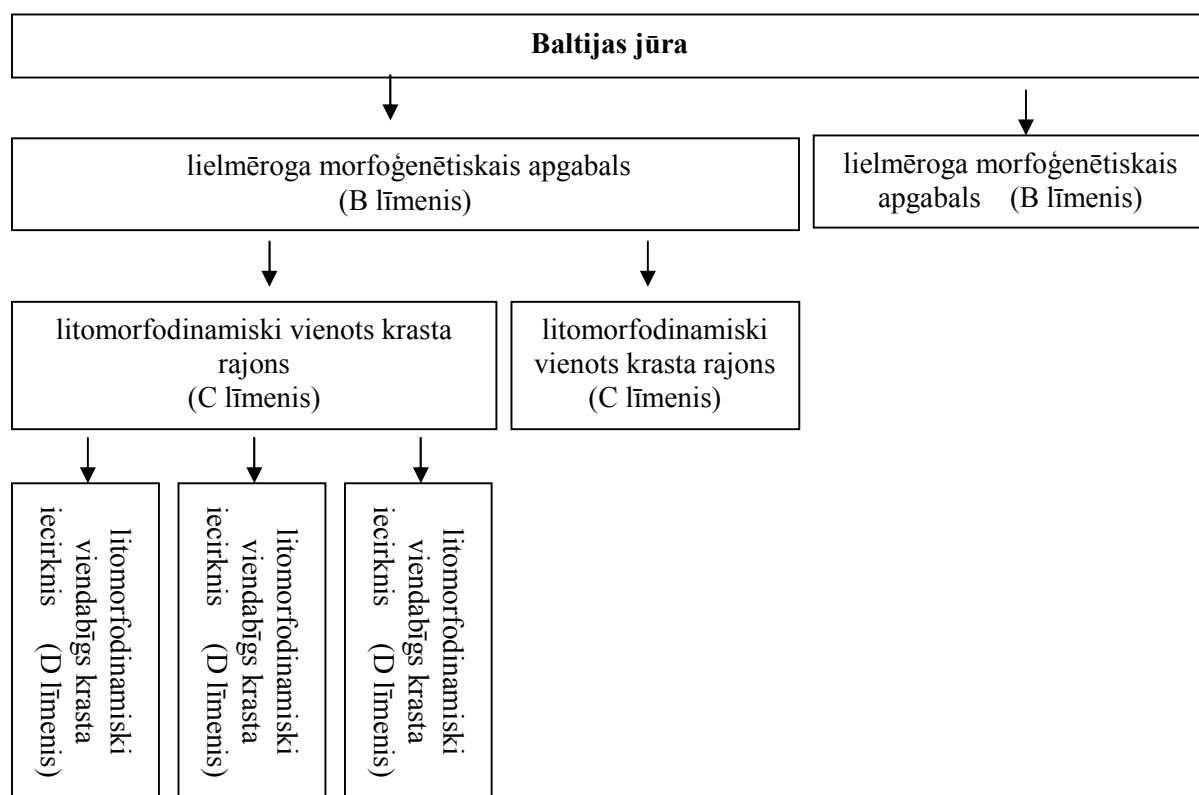 Baltijas jūra
lielmēroga morfoģenētiskais apgabals
(B līmenis)
lielmēroga morfoģenētiskais
apgabals (B līmenis)
litomorfodinamiski vienots krasta
rajons
(C līmenis)
litomorfodinamiski
vienots krasta rajons
(C līmenis)
litomorfodinamiski
viendabīgs krasta
iecirknis (D līmenis)
litomorfodinamiski
viendabīgs krasta
iecirknis (D līmenis)
litomorfodinamiski
viendabīgs krasta
iecirknis (D līmenis)